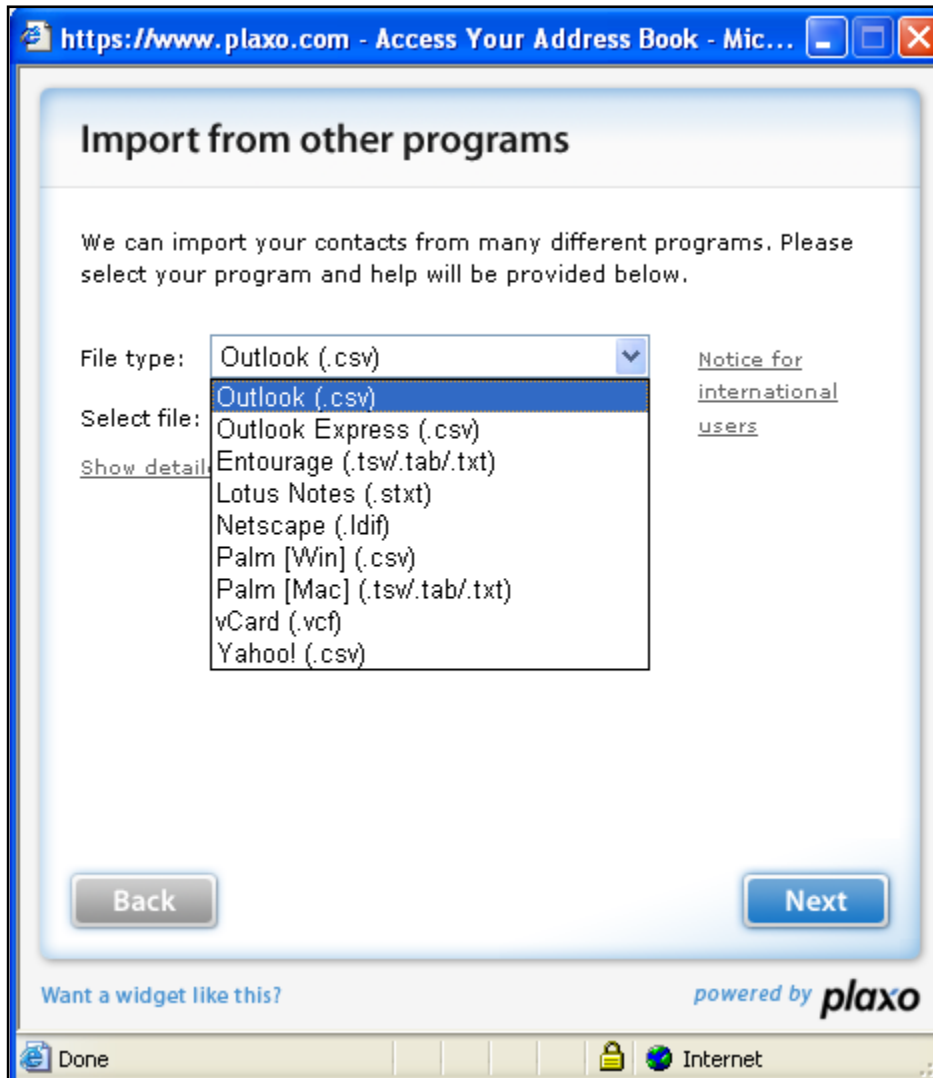 https://www.plaxo.com - Access Your Address Book - Mic...
Import from other programs
We can import your contacts from many different programs. Please
select your program and help will be provided below.
File type:
Outlook (.csv)
Notice for
international
users
Outlook (.csv)
Select file:
Outlook Express (.csv)
Entourage (.tsv/.tab/.txt)
Show detail
Lotus Notes (.stxt)
Netscape (.ldif)
Palm [Win] (.csv)
Palm [Mac] (.tsv/.tab/.txt)
vCard (.vcf)
Yahoo! (.csv)
Back
Next
Want a widget like this?
powered by plaxo
Done
Internet